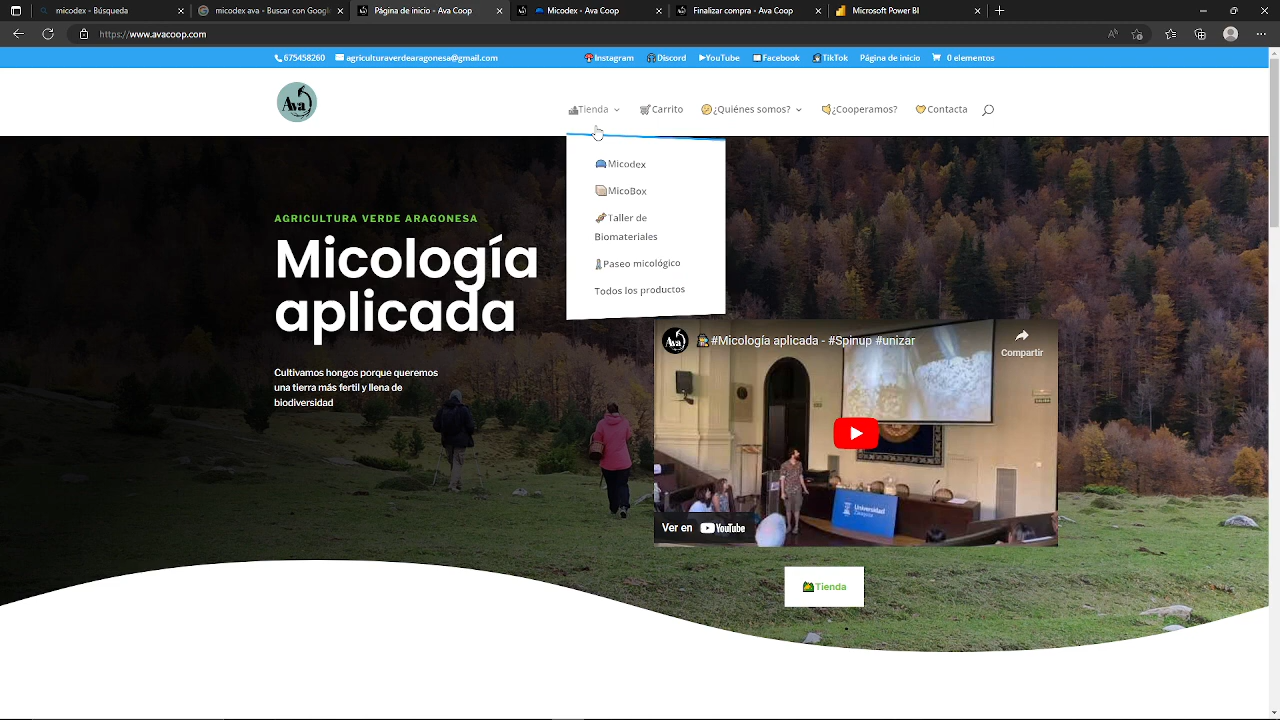 micodex - Búsqueda
micodex ava - Buscar con Googl
Página de inicio - Ava Coop
Micodex - Ava Coop
Finalizar compra - Ava Coop
Microsoft Power BI
https://www.avacoop.com
675458260
agriculturaverdearagonesa@gmail.com
Instagram
Discord
YouTube
Facebook
TikTok
Página de inicio
0 elementos
Ava
Tienda
Carrito
¿Quiénes somos?
¿Cooperamos?
Contacta
Micodex
MicoBox
Taller de
Biomateriales
Paseo micológico
Todos los productos
AGRICULTURA VERDE ARAGONESA
Micología
aplicada
Cultivamos hongos porque queremos
una tierra más fertil y llena de
biodiversidad
Ava
#Micología aplicada - #Spinup #unizar
Compartir
Universidad
Zaragoza
Ver en YouTube
Tienda